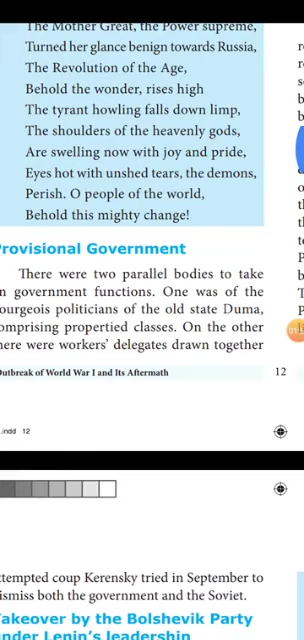 The Mother Great, the Power supreme,
Turned her glance benign towards Russia,
The Revolution of the Age,
Behold the wonder, rises high
The tyrant howling falls down limp,
The shoulders of the heavenly gods,
Are swelling now with joy and pride,
Eyes hot with unshed tears, the demons,
Perish. O people of the world,
Behold this mighty change!
Provisional Government
There were two parallel bodies to take
n government functions. One was of the
ourgeois politicians of the old state Duma,
omprising propertied classes. On the other
here were workers’ delegates drawn together
Outbreak of World War I and Its Aftermath
12
.indd 12
ttempted coup Kerensky tried in September to
ismiss both the government and the Soviet.
Takeover by the Bolshevik Party
under Lenin’s leadership